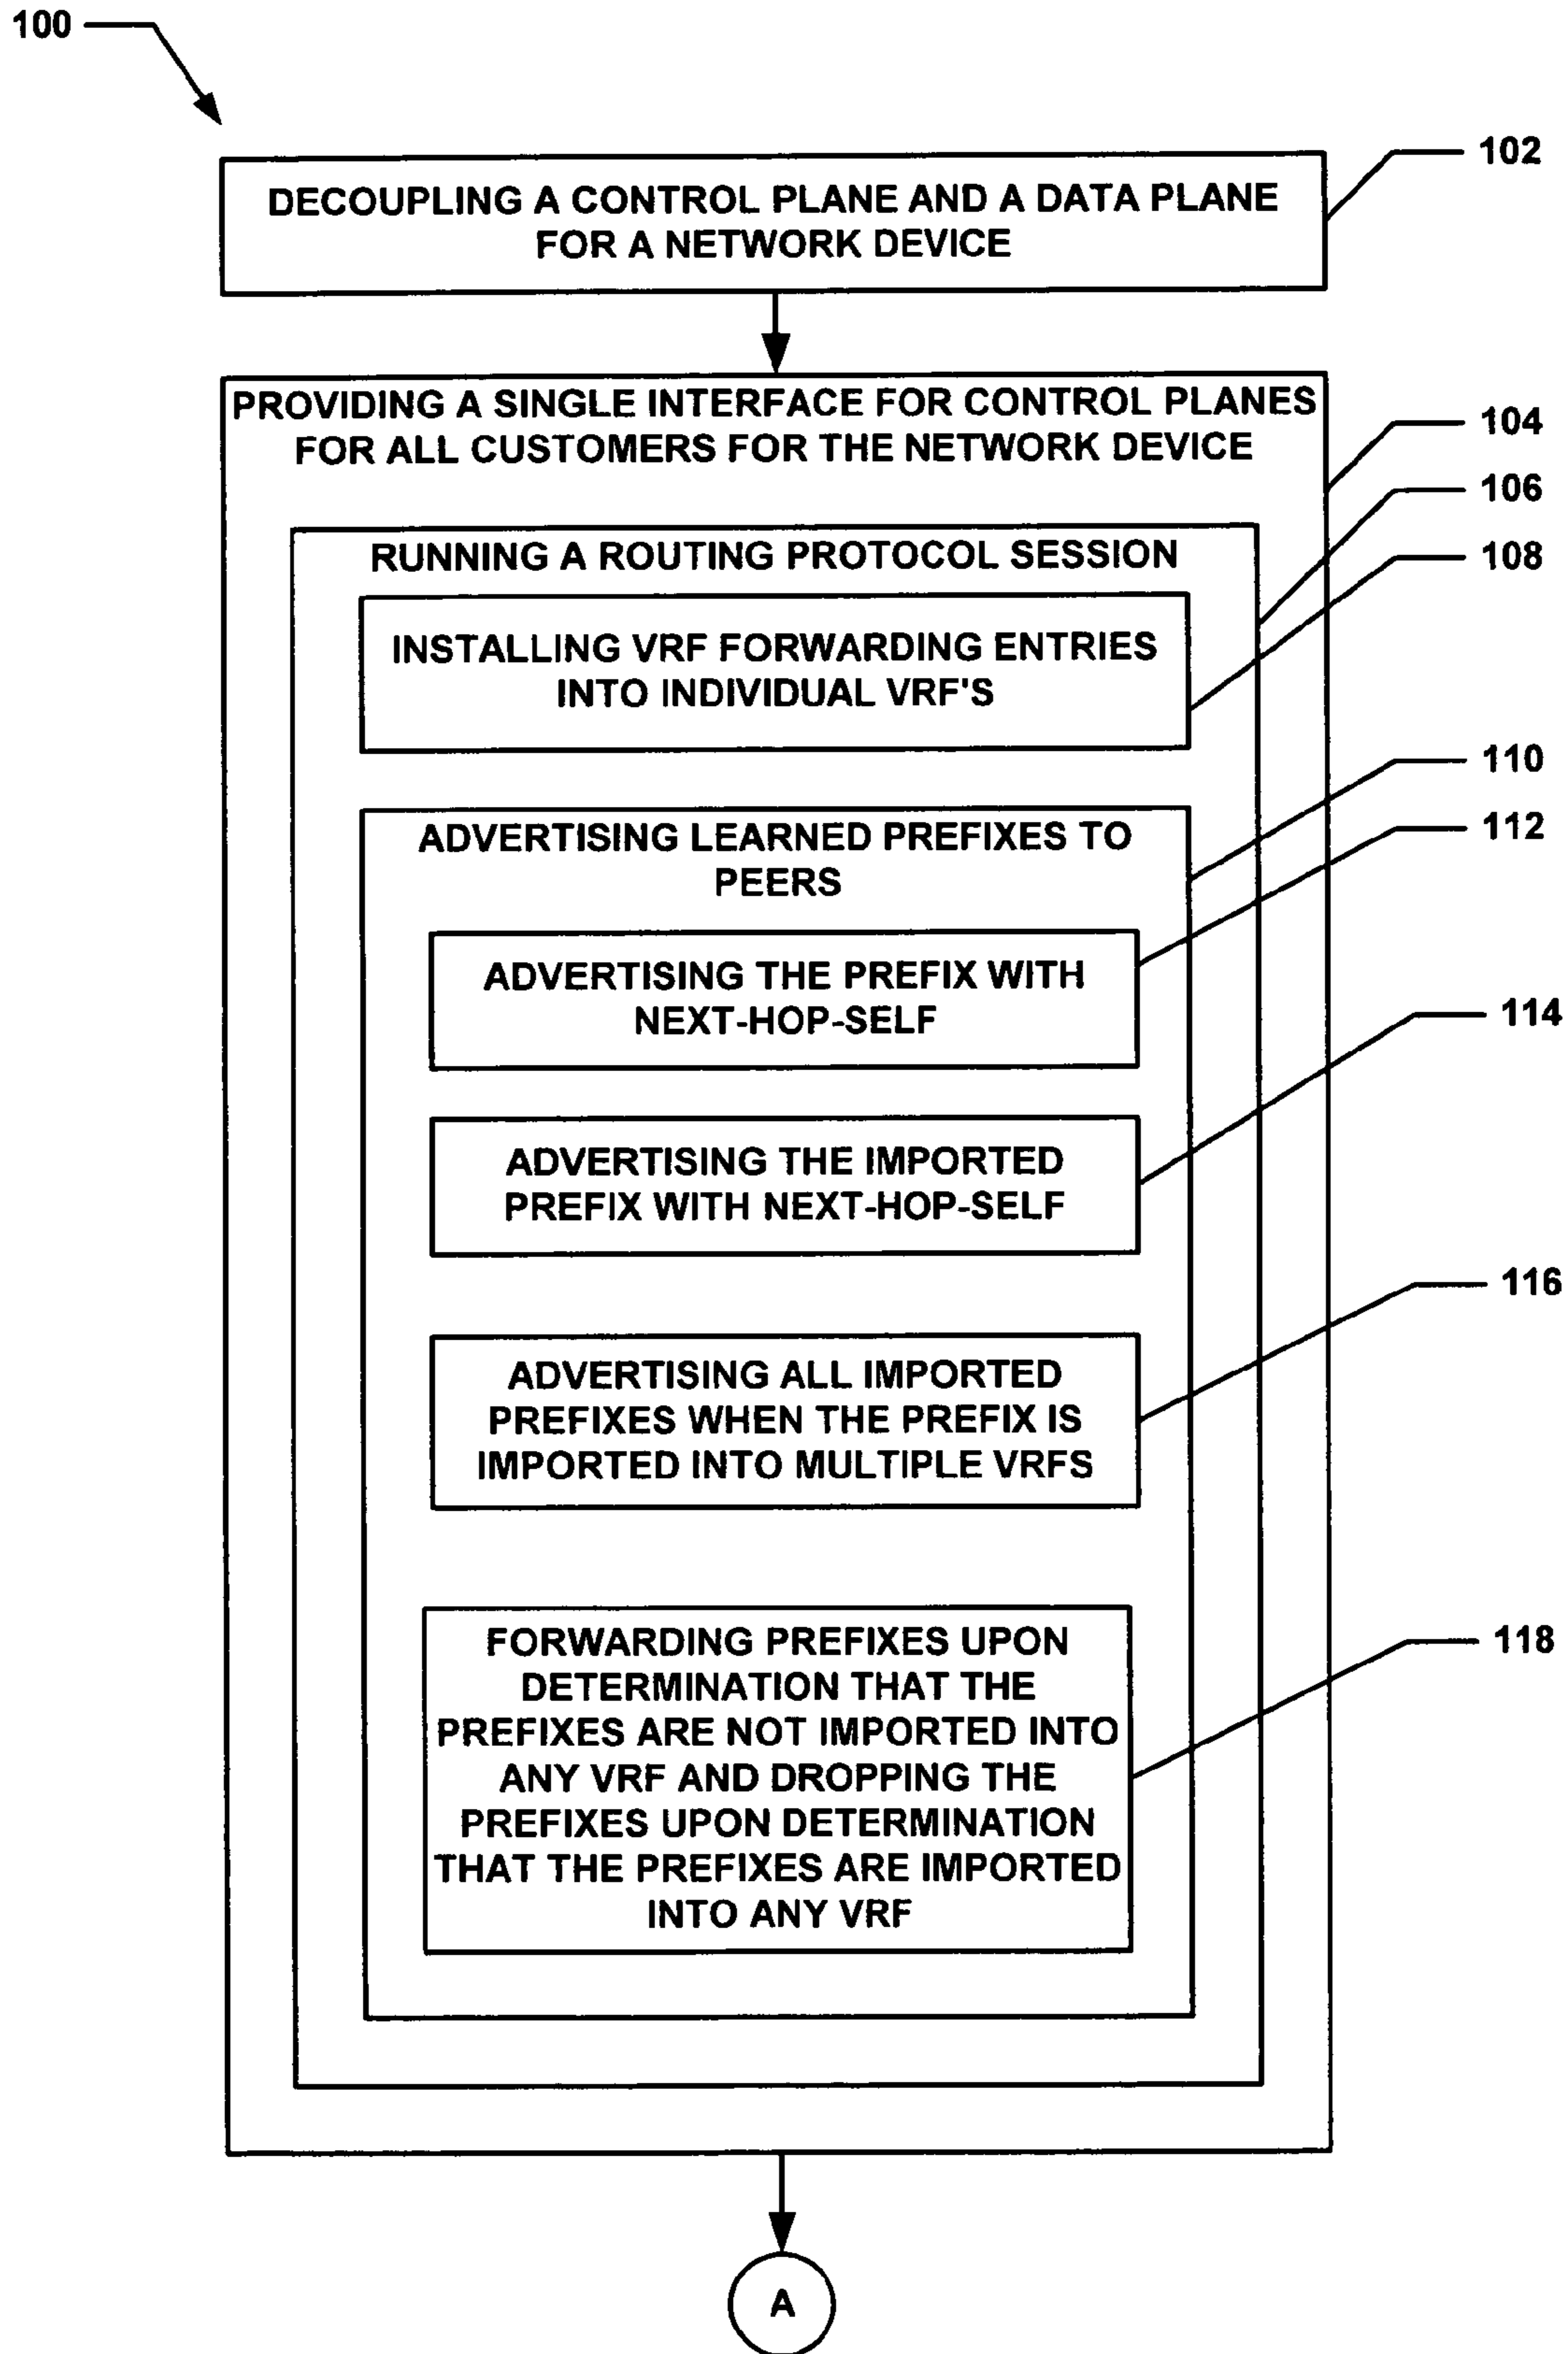 100
102
DECOUPLING A CONTROL PLANE AND A DATA PLANE
FOR A NETWORK DEVICE
PROVIDING A SINGLE INTERFACE FOR CONTROL PLANES
FOR ALL CUSTOMERS FOR THE NETWORK DEVICE
104
106
RUNNING A ROUTING PROTOCOL SESSION
108
INSTALLING VRF FORWARDING ENTRIES
INTO INDIVIDUAL VRF'S
110
ADVERTISING LEARNED PREFIXES TO
PEERS
112
ADVERTISING THE PREFIX WITH
NEXT-HOP-SELF
114
ADVERTISING THE IMPORTED
PREFIX WITH NEXT-HOP-SELF
116
ADVERTISING ALL IMPORTED
PREFIXES WHEN THE PREFIX IS
IMPORTED INTO MULTIPLE VRFS
118
FORWARDING PREFIXES UPON
DETERMINATION THAT THE
PREFIXES ARE NOT IMPORTED INTO
ANY VRF AND DROPPING THE
PREFIXES UPON DETERMINATION
THAT THE PREFIXES ARE IMPORTED
INTO ANY VRF
A